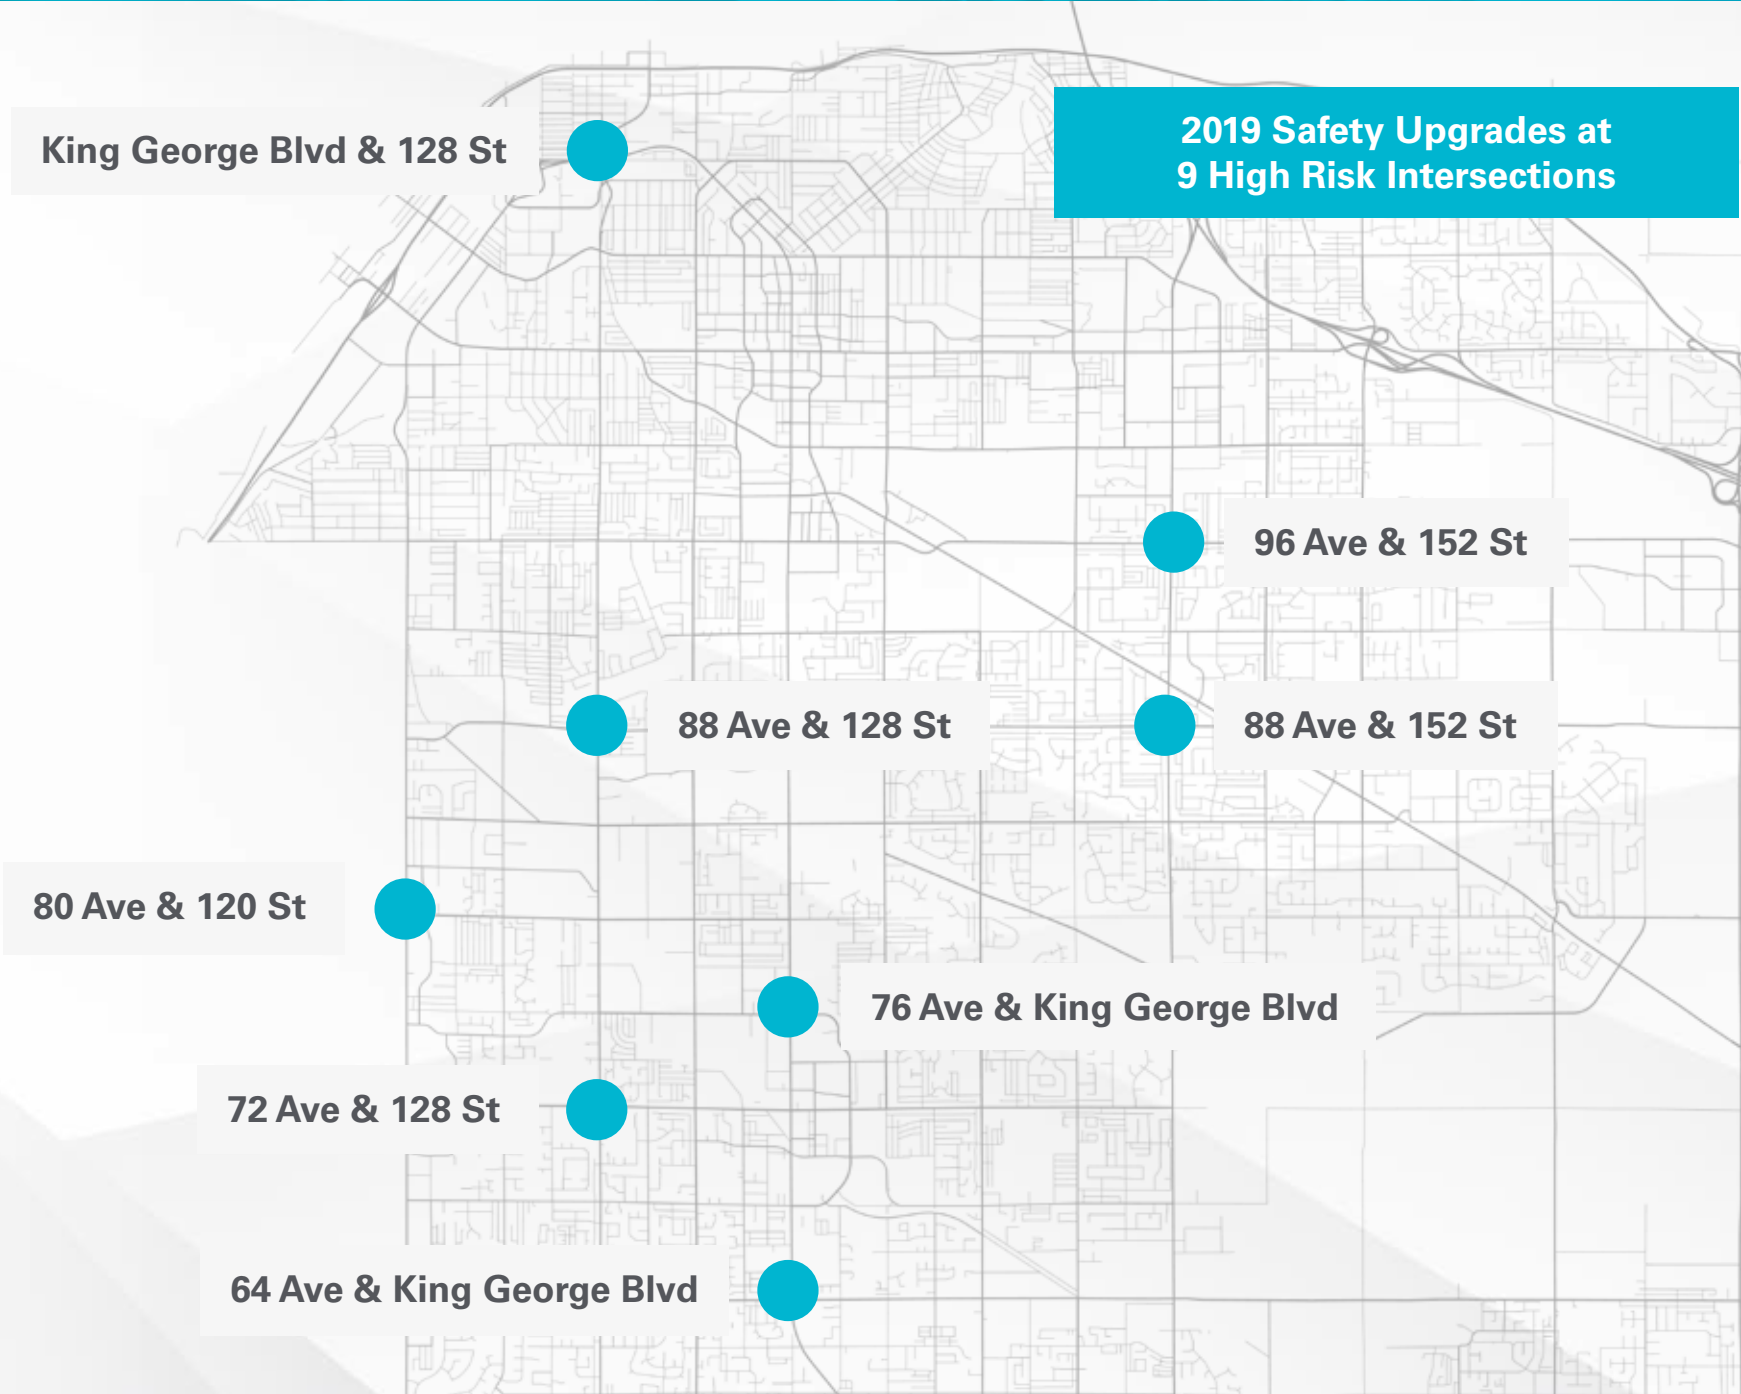 King George Blvd & 128 St
2019 Safety Upgrades at
9 High Risk Intersections
96 Ave & 152 St
88 Ave & 128 St
88 Ave & 152 St
80 Ave & 120 St
76 Ave & King George Blvd
72 Ave & 128 St
64 Ave & King George Blvd